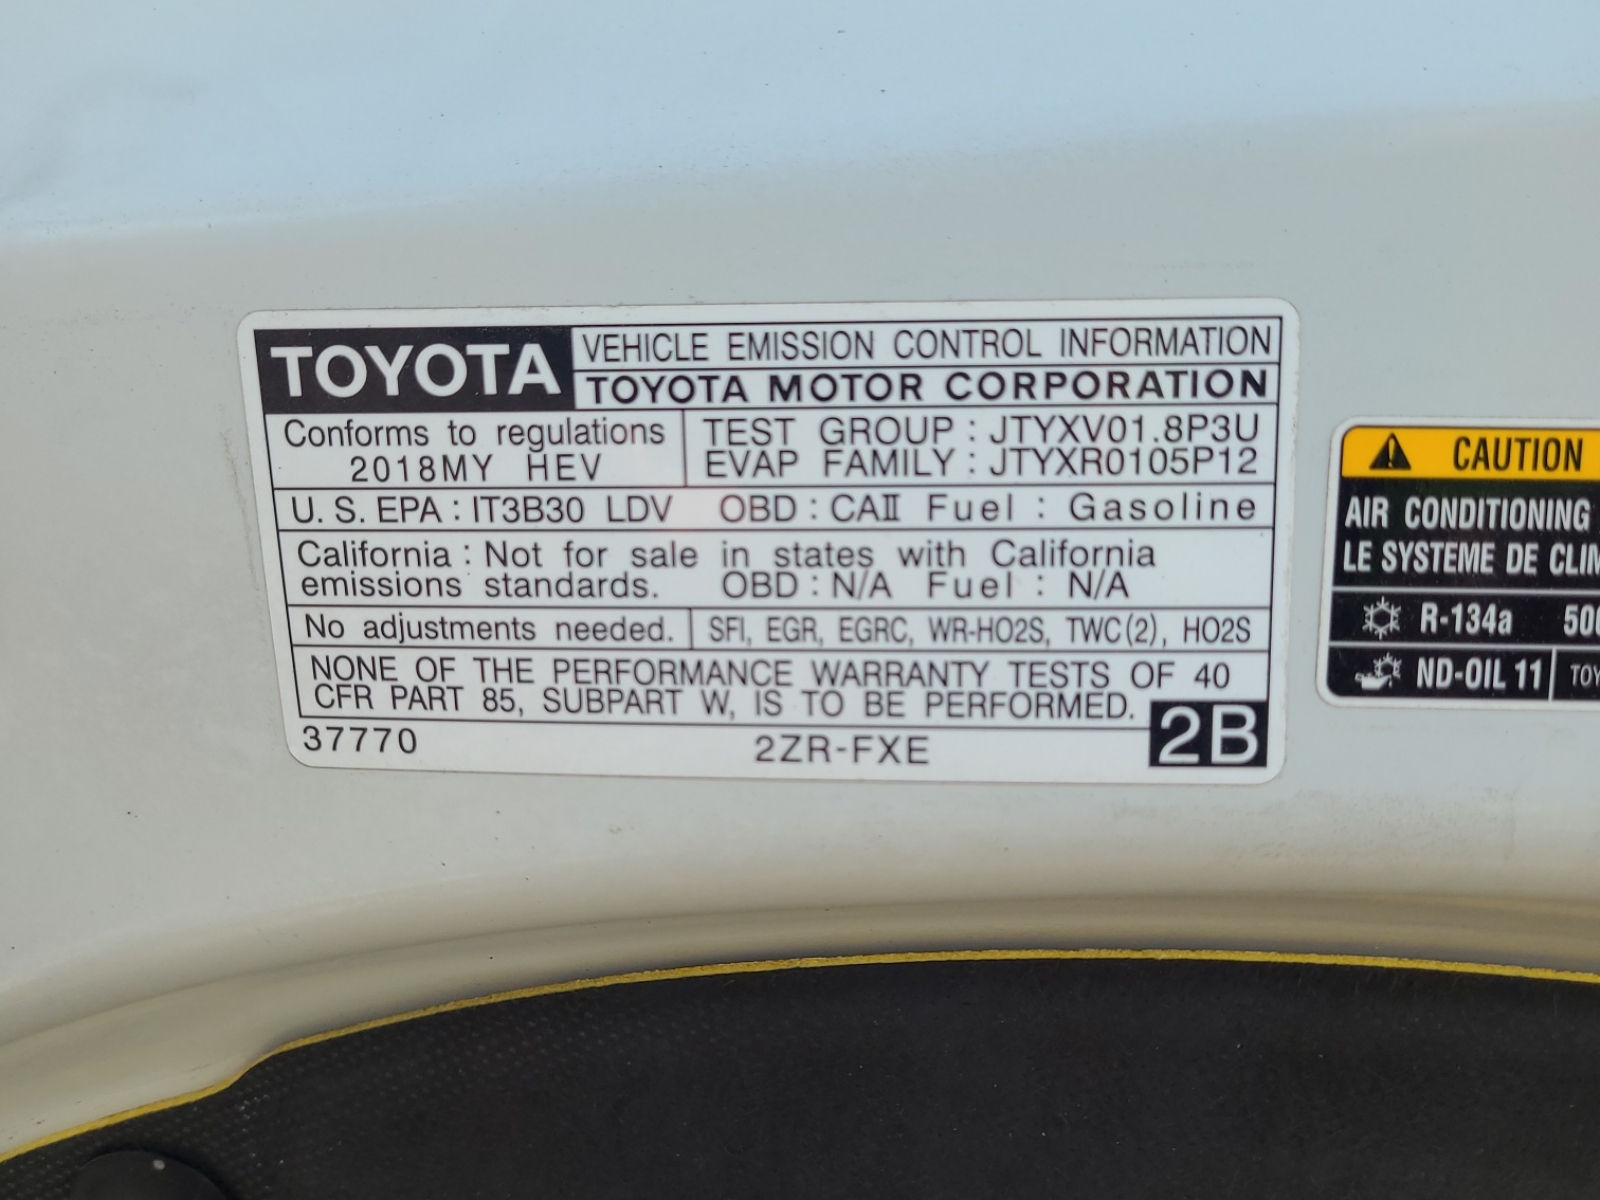 TOYOTA
VEHICLE EMISSION CONTROL INFORMATION
TOYOTA MOTOR CORPORATION
Conforms to regulations
2018MY HEV
TEST GROUP : JTYXV01.8P3U
EVAP FAMILY : JTYXR0105P12
U. S. EPA : IT3B30 LDV OBD : CAII Fuel : Gasoline
California : Not for sale in states with California
emissions standards. OBD : N/A Fuel : N/A
No adjustments needed.
SFI, EGR, EGRC, WR-HO2S, TWC(2), HO2S
NONE OF THE PERFORMANCE WARRANTY TESTS OF 40
CFR PART 85, SUBPART W, IS TO BE PERFORMED.
37770 2ZR-FXE 2B
CAUTION
AIR CONDITIONING
LE SYSTEME DE
R-134a
ND-OIL 11